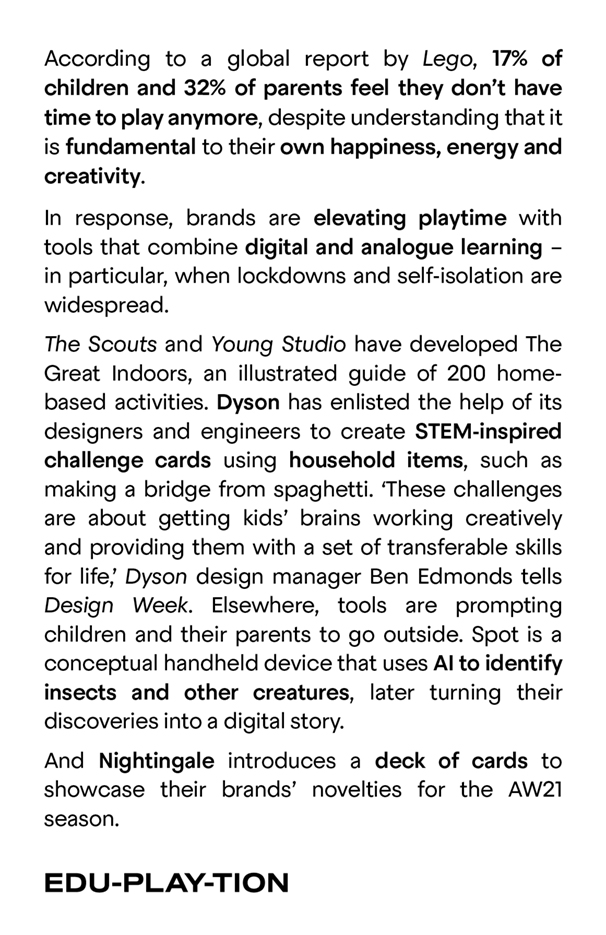 According to a global report by Lego, 17% of
children and 32% of parents feel they don’t have
time to play anymore, despite understanding that it
is fundamental to their own happiness, energy and
creativity.
In response, brands are elevating playtime with
tools that combine digital and analogue learning –
in particular, when lockdowns and self-isolation are
widespread.
The Scouts and Young Studio have developed The
Great Indoors, an illustrated guide of 200 home-
based activities. Dyson has enlisted the help of its
designers and engineers to create STEM-inspired
challenge cards using household items, such as
making a bridge from spaghetti. ‘These challenges
are about getting kids’ brains working creatively
and providing them with a set of transferable skills
for life,’ Dyson design manager Ben Edmonds tells
Design Week. Elsewhere, tools are prompting
children and their parents to go outside. Spot is a
conceptual handheld device that uses AI to identify
insects and other creatures, later turning their
discoveries into a digital story.
And Nightingale introduces a deck of cards to
showcase their brands’ novelties for the AW21
season.
EDU-PLAY-TION